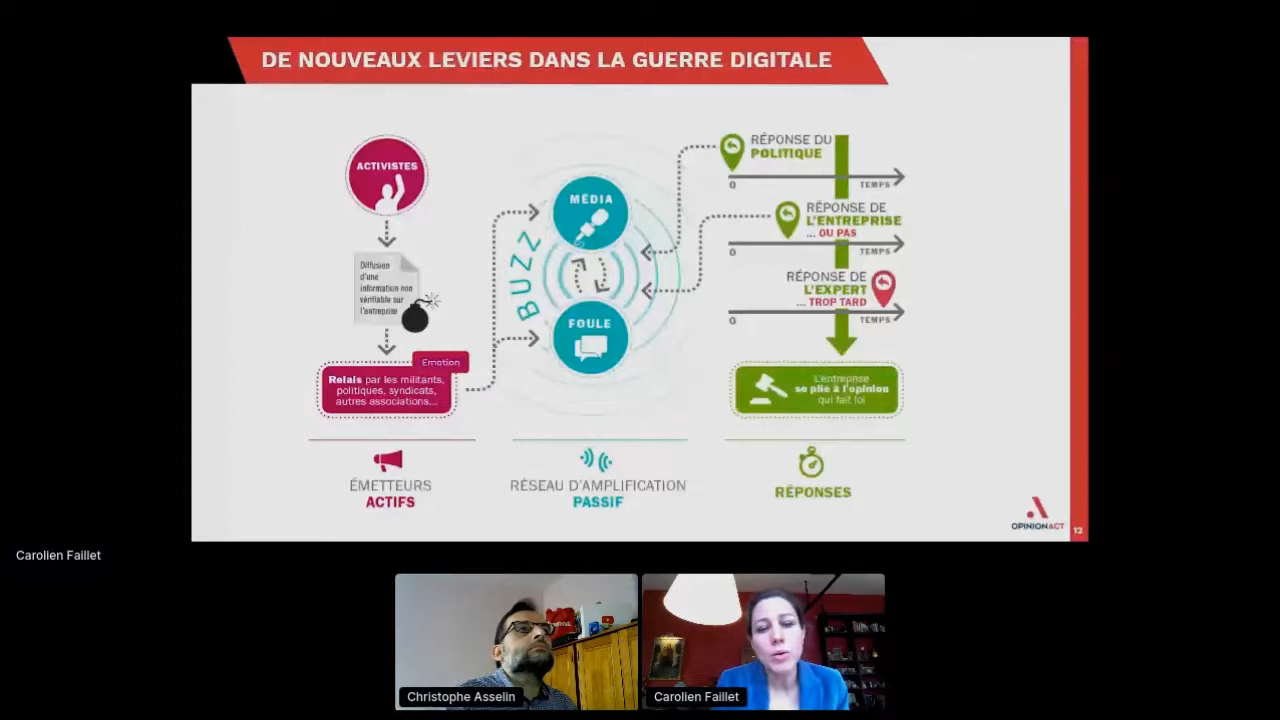 DE NOUVEAUX LEVIERS DANS LA GUERRE DIGITALE
ACTIVISTES
Diffusion
d'une
information non
vérifiable sur
l'entreprise
Emotion
Relais par les militants,
politiques, syndicats,
autres associations...
ÉMETTEURS
ACTIFS
BUZZ
MÉDIA
FOULE
RÉSEAU D'AMPLIFICATION
PASSIF
RÉPONSE DU
POLITIQUE
0
TEMPS
RÉPONSE DE
L'ENTREPRISE
... OU PAS
0
TEMPS
RÉPONSE DE
L'EXPERT
... TROP TARD
0
TEMPS
L'entreprise
se plie à l'opinion
qui fait loi
RÉPONSES
OPINIONACT
12
Carolien Faillet
Christophe Asselin
Carolien Faillet